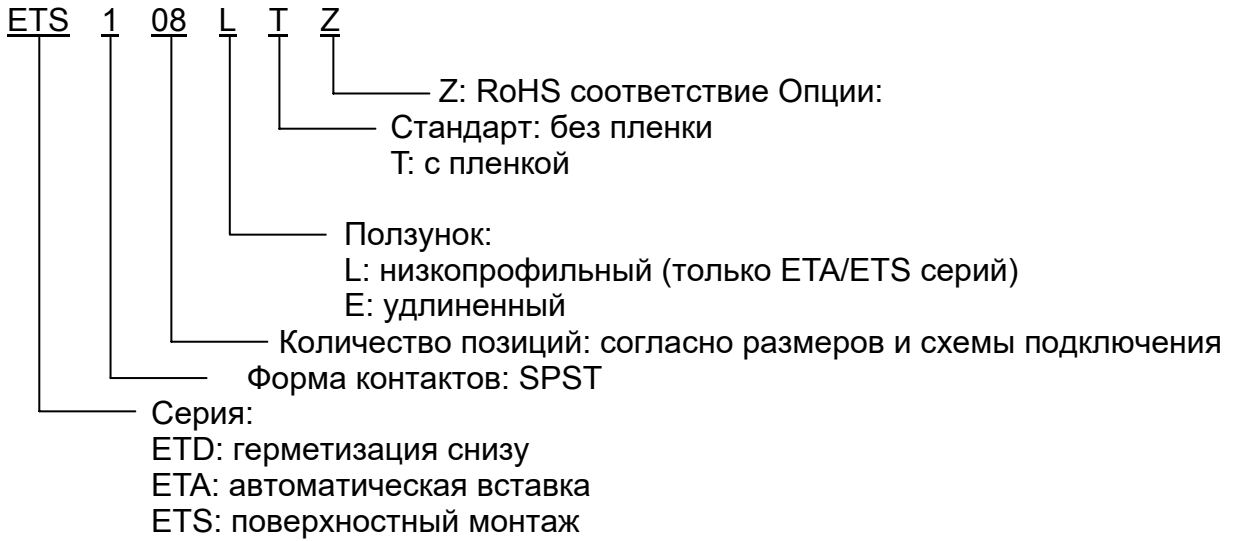 ETS 1 08 L T Z
Z: RoHS соответствие Опции:
Стандарт: без пленки
T: с пленкой
Ползунок:
L: низкопрофильный (только ETA/ETS серий)
E: удлиненный
Количество позиций: согласно размеров и схемы подключения
Форма контактов: SPST
Серия:
ETD: герметизация снизу
ETA: автоматическая вставка
ETS: поверхностный монтаж